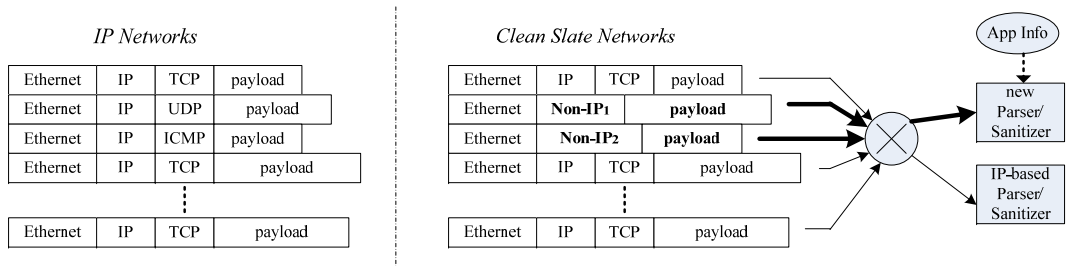 IP Networks
Ethernet IP TCP payload
Ethernet IP UDP payload
Ethernet IP ICMP payload
Ethernet IP TCP payload
Ethernet IP TCP payload
Clean Slate Networks
Ethernet IP TCP payload
Ethernet Non-IP1 payload
Ethernet Non-IP2 payload
Ethernet IP TCP payload
Ethernet IP TCP payload
App Info
new
Parser/
Sanitizer
IP-based
Parser/
Sanitizer